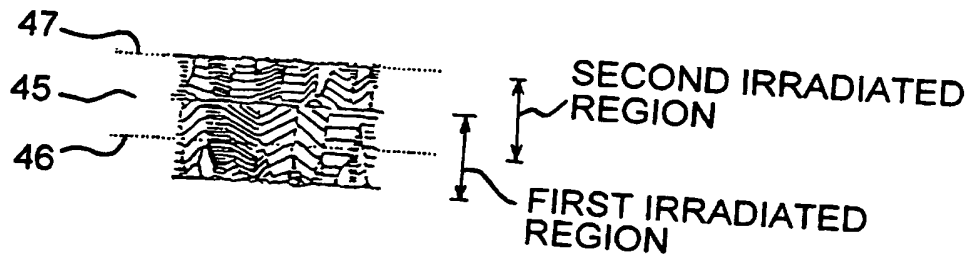 47
45
46
SECOND IRRADIATED
REGION
FIRST IRRADIATED
REGION